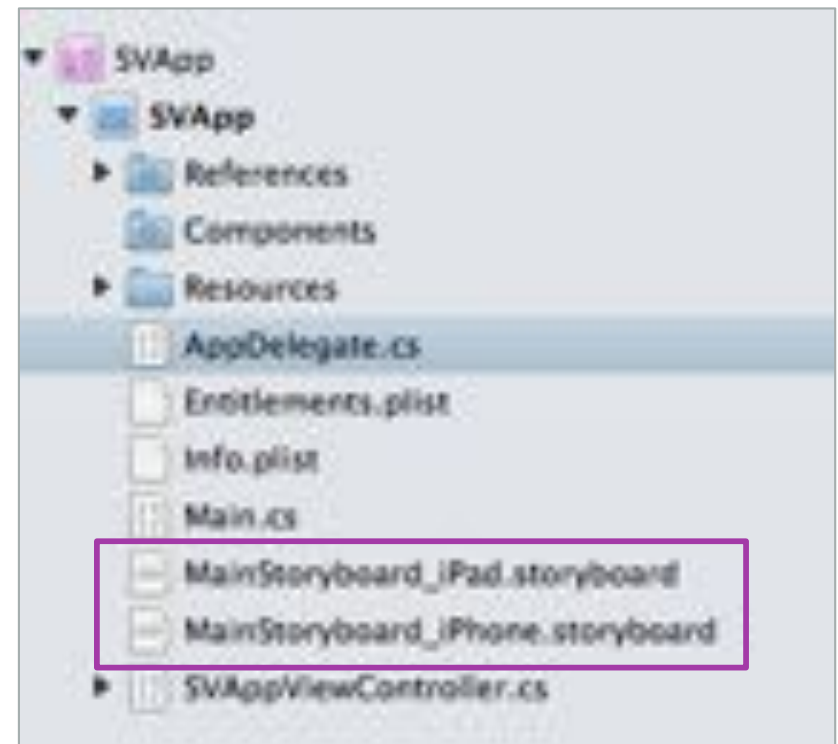 SVApp
SVApp
References
Components
Resources
AppDelegate.cs
Entitlements.plist
Info.plist
Main.cs
MainStoryboard_iPad.storyboard
MainStoryboard_iPhone.storyboard
SVAppViewController.cs